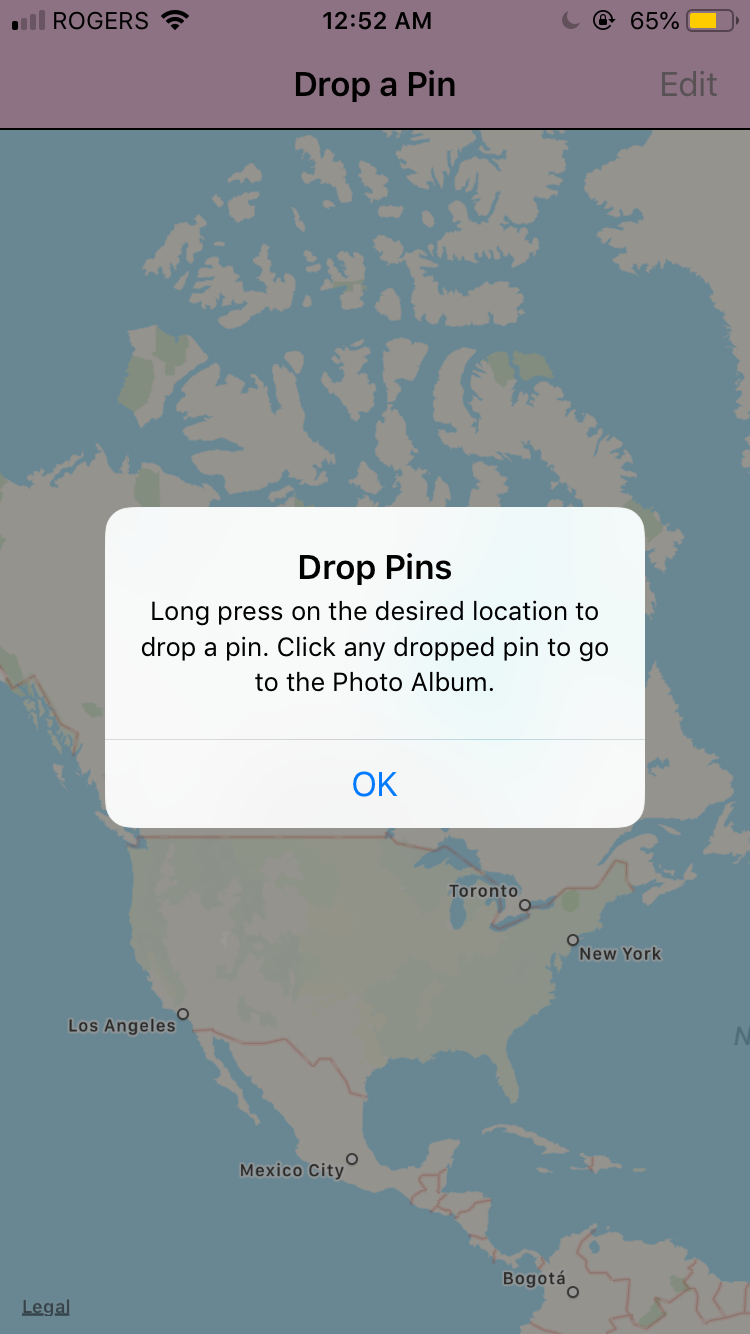 ROGERS 12:52 AM 65%
Drop a Pin Edit
Drop Pins
Long press on the desired location to
drop a pin. Click any dropped pin to go
to the Photo Album.
OK
Toronto
New York
Los Angeles
N
Mexico City
Bogotá
Legal